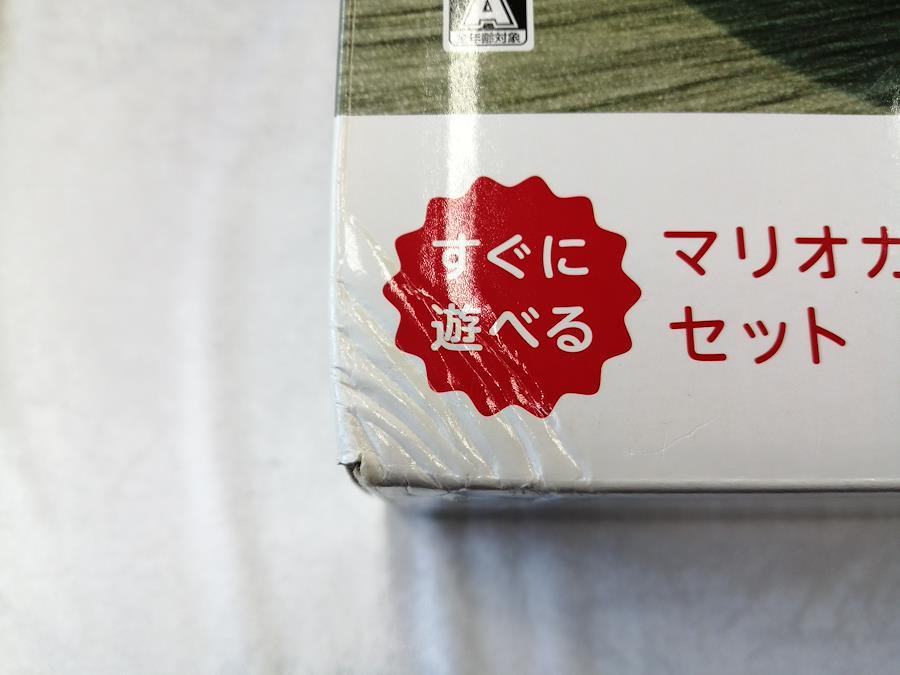 A
全年齢対象
すぐに
遊べる
マリオカ
セット